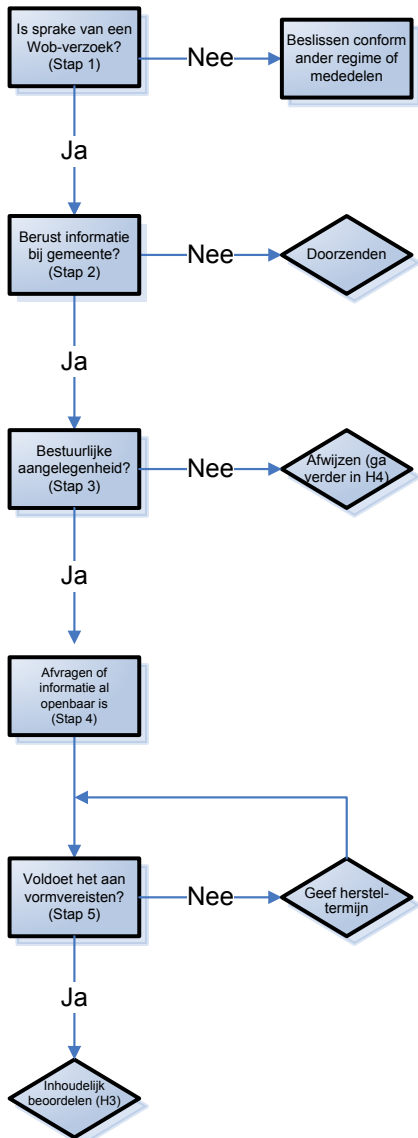 Is sprake van een
Wob-verzoek?
(Stap 1)
Nee
Beslissen conform
ander regime of
mededelen
Ja
Berust informatie
bij gemeente?
(Stap 2)
Nee
Doorzenden
Ja
Bestuurlijke
aangelegenheid?
(Stap 3)
Nee
Afwijzen (ga
verder in H4)
Ja
Afvragen of
informatie al
openbaar is
(Stap 4)
Voldoet het aan
vormvereisten?
(Stap 5)
Nee
Geef herstel-
termijn
Ja
Inhoudelijk
beoordelen (H3)